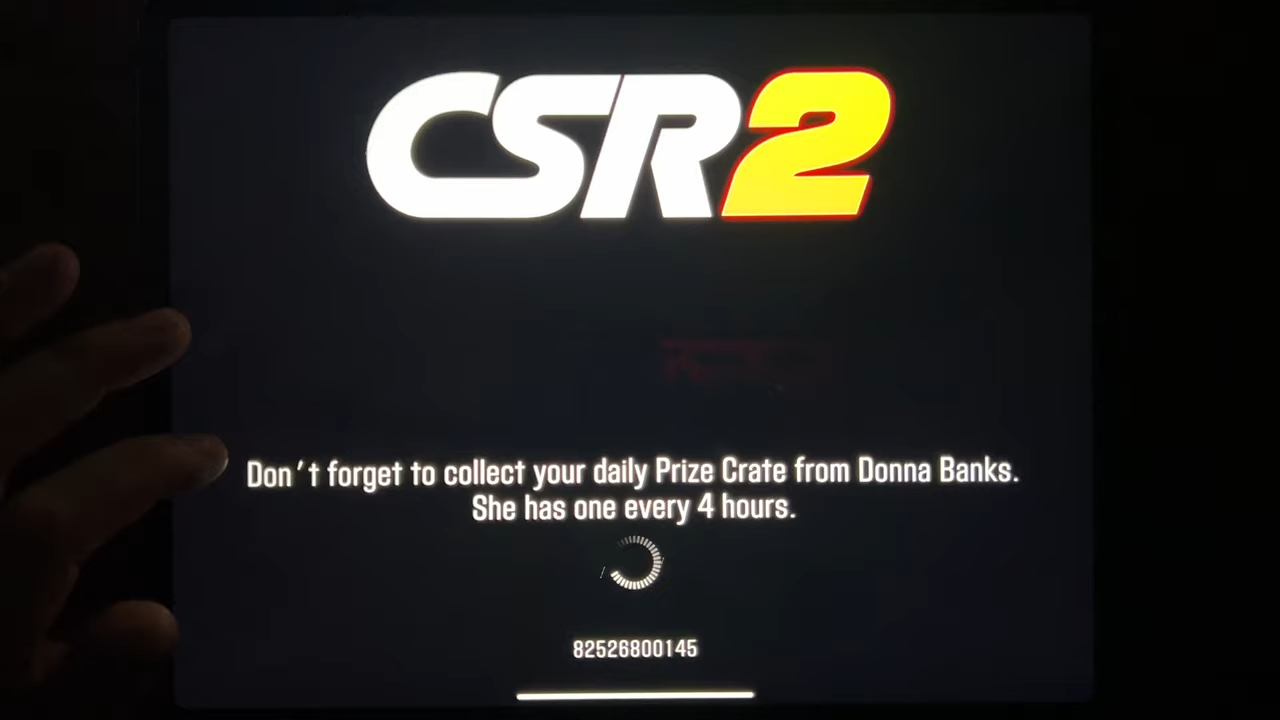 CSR2
Don't forget to collect your daily Prize Crate from Donna Banks.
She has one every 4 hours.
82526800145